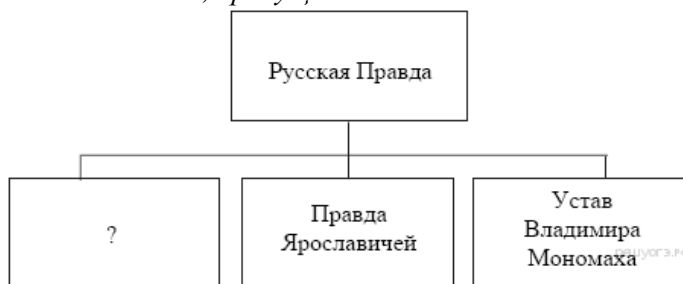 Русская Правда
?
Правда
Ярославичей
Устав
Владимира
Мономаха